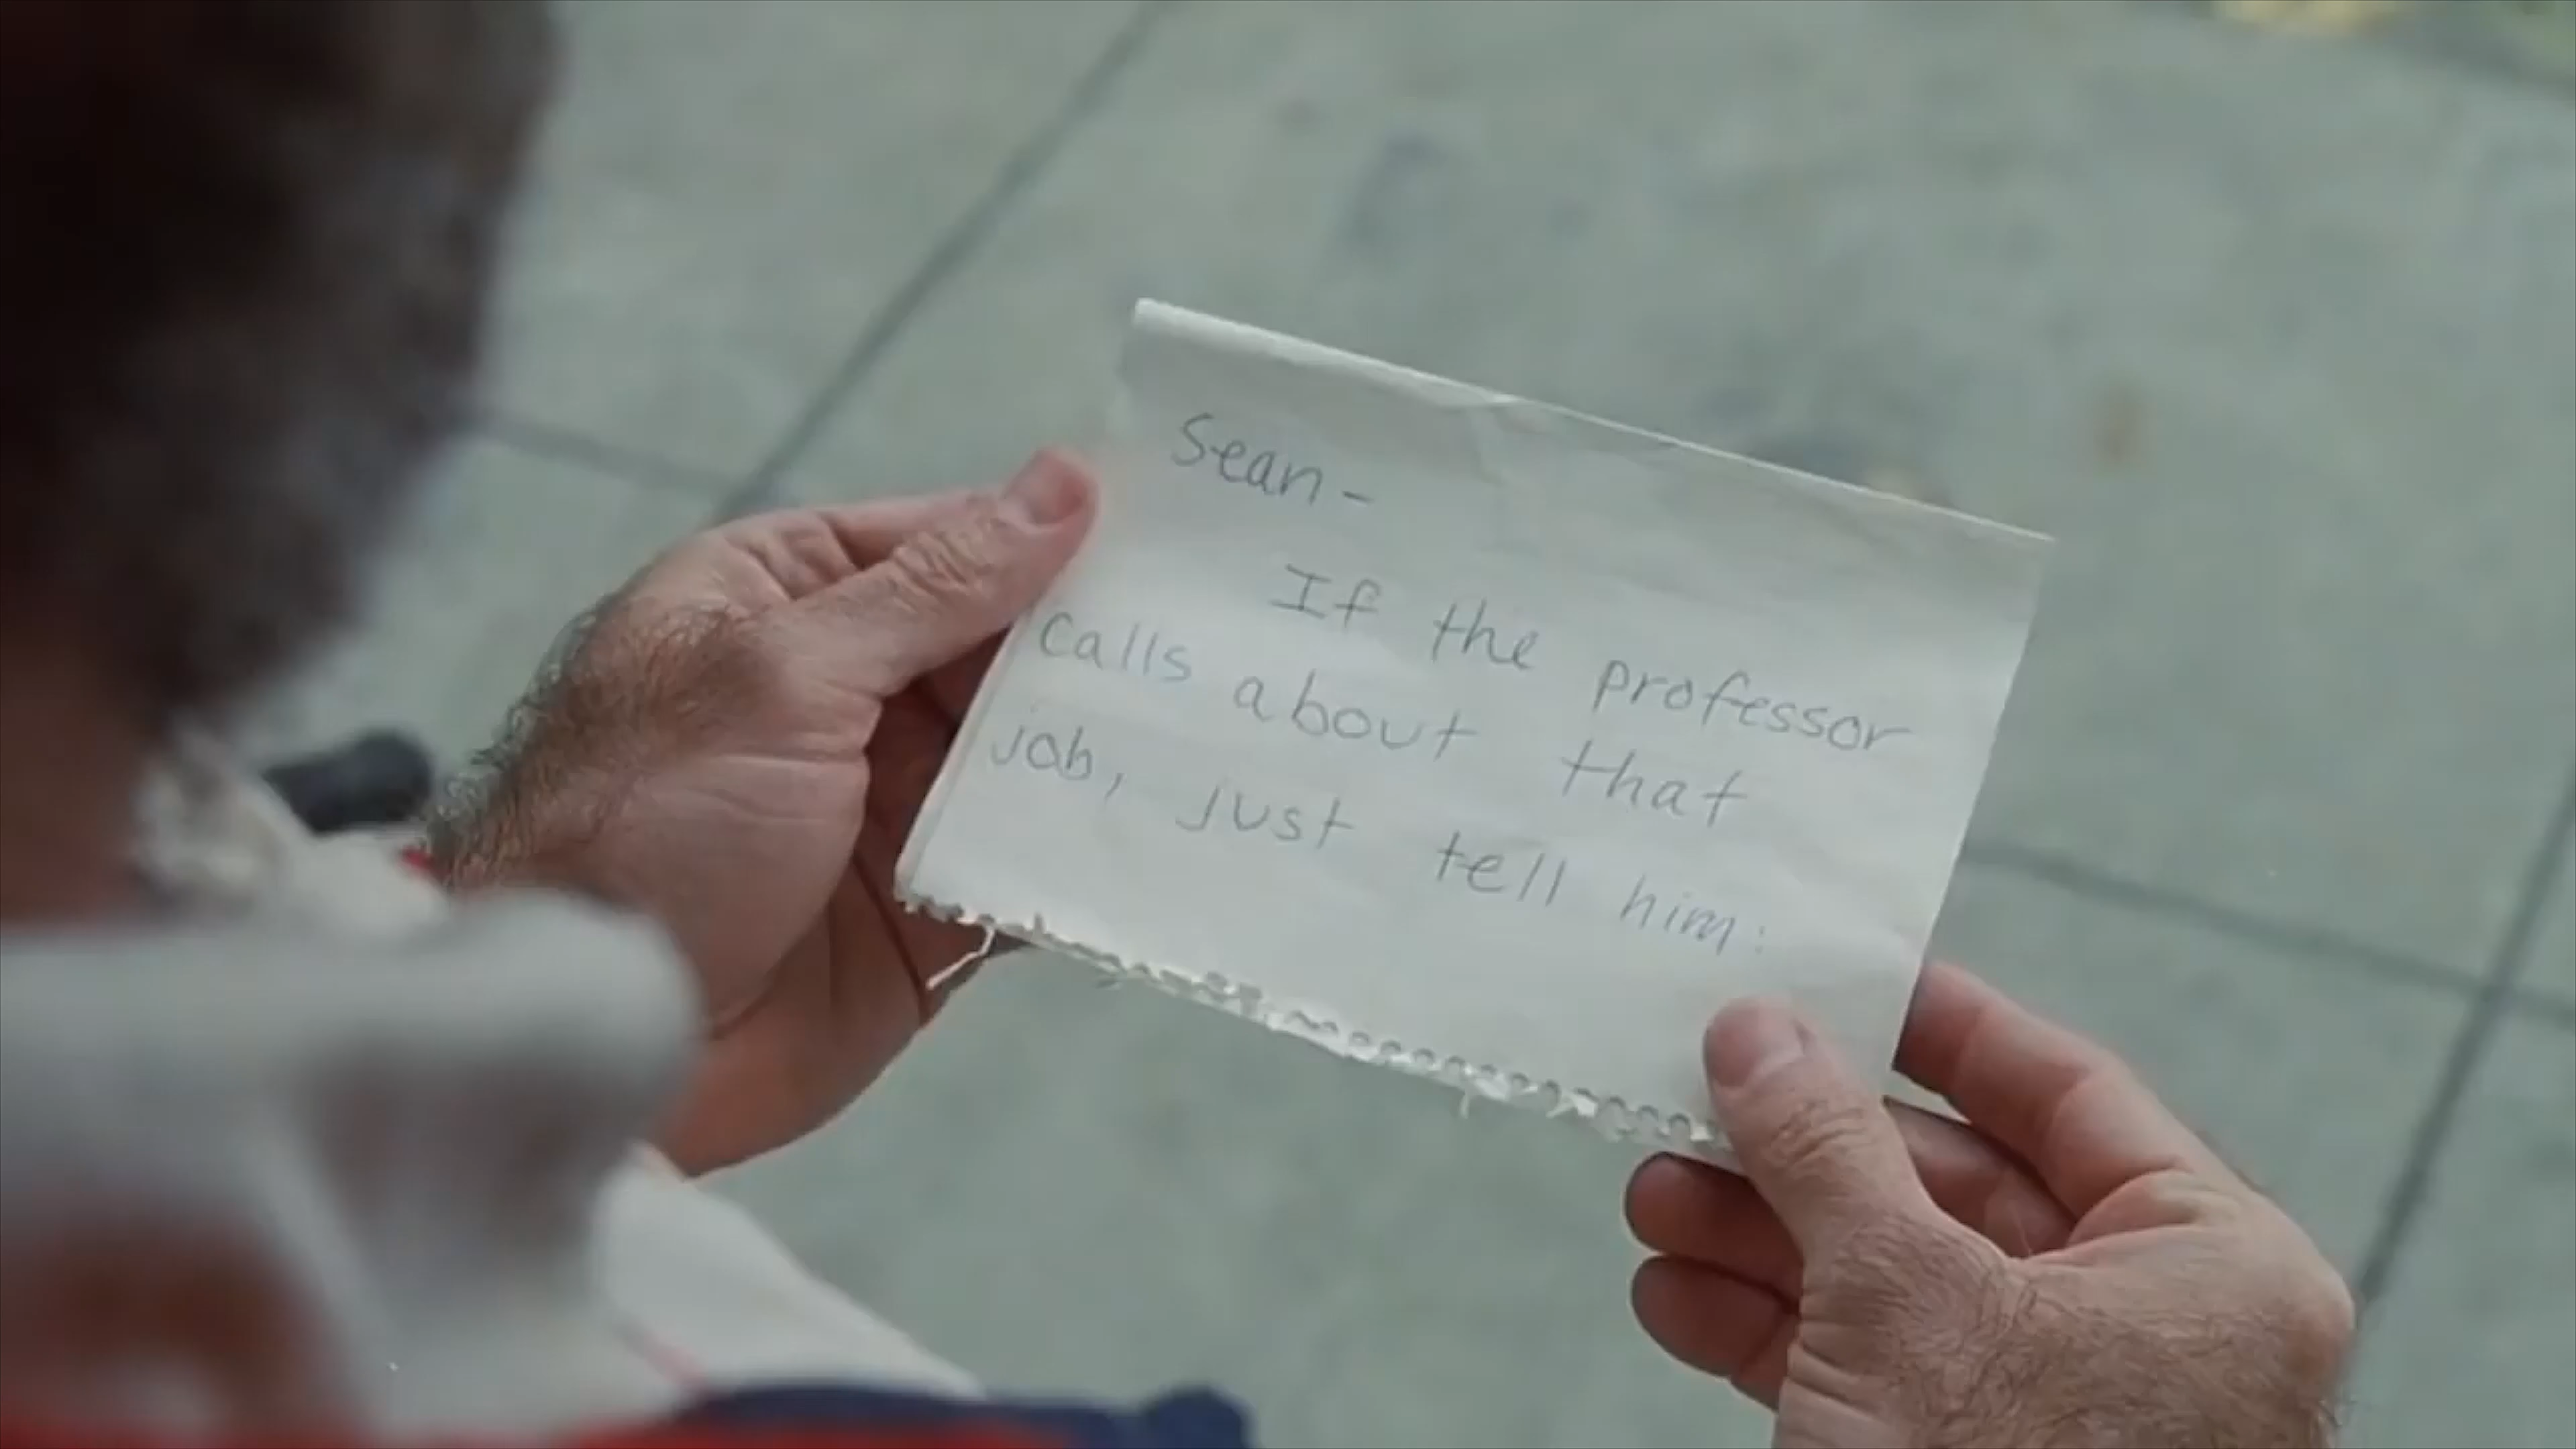 Sean-
If the professor
calls about that
job, just tell him: